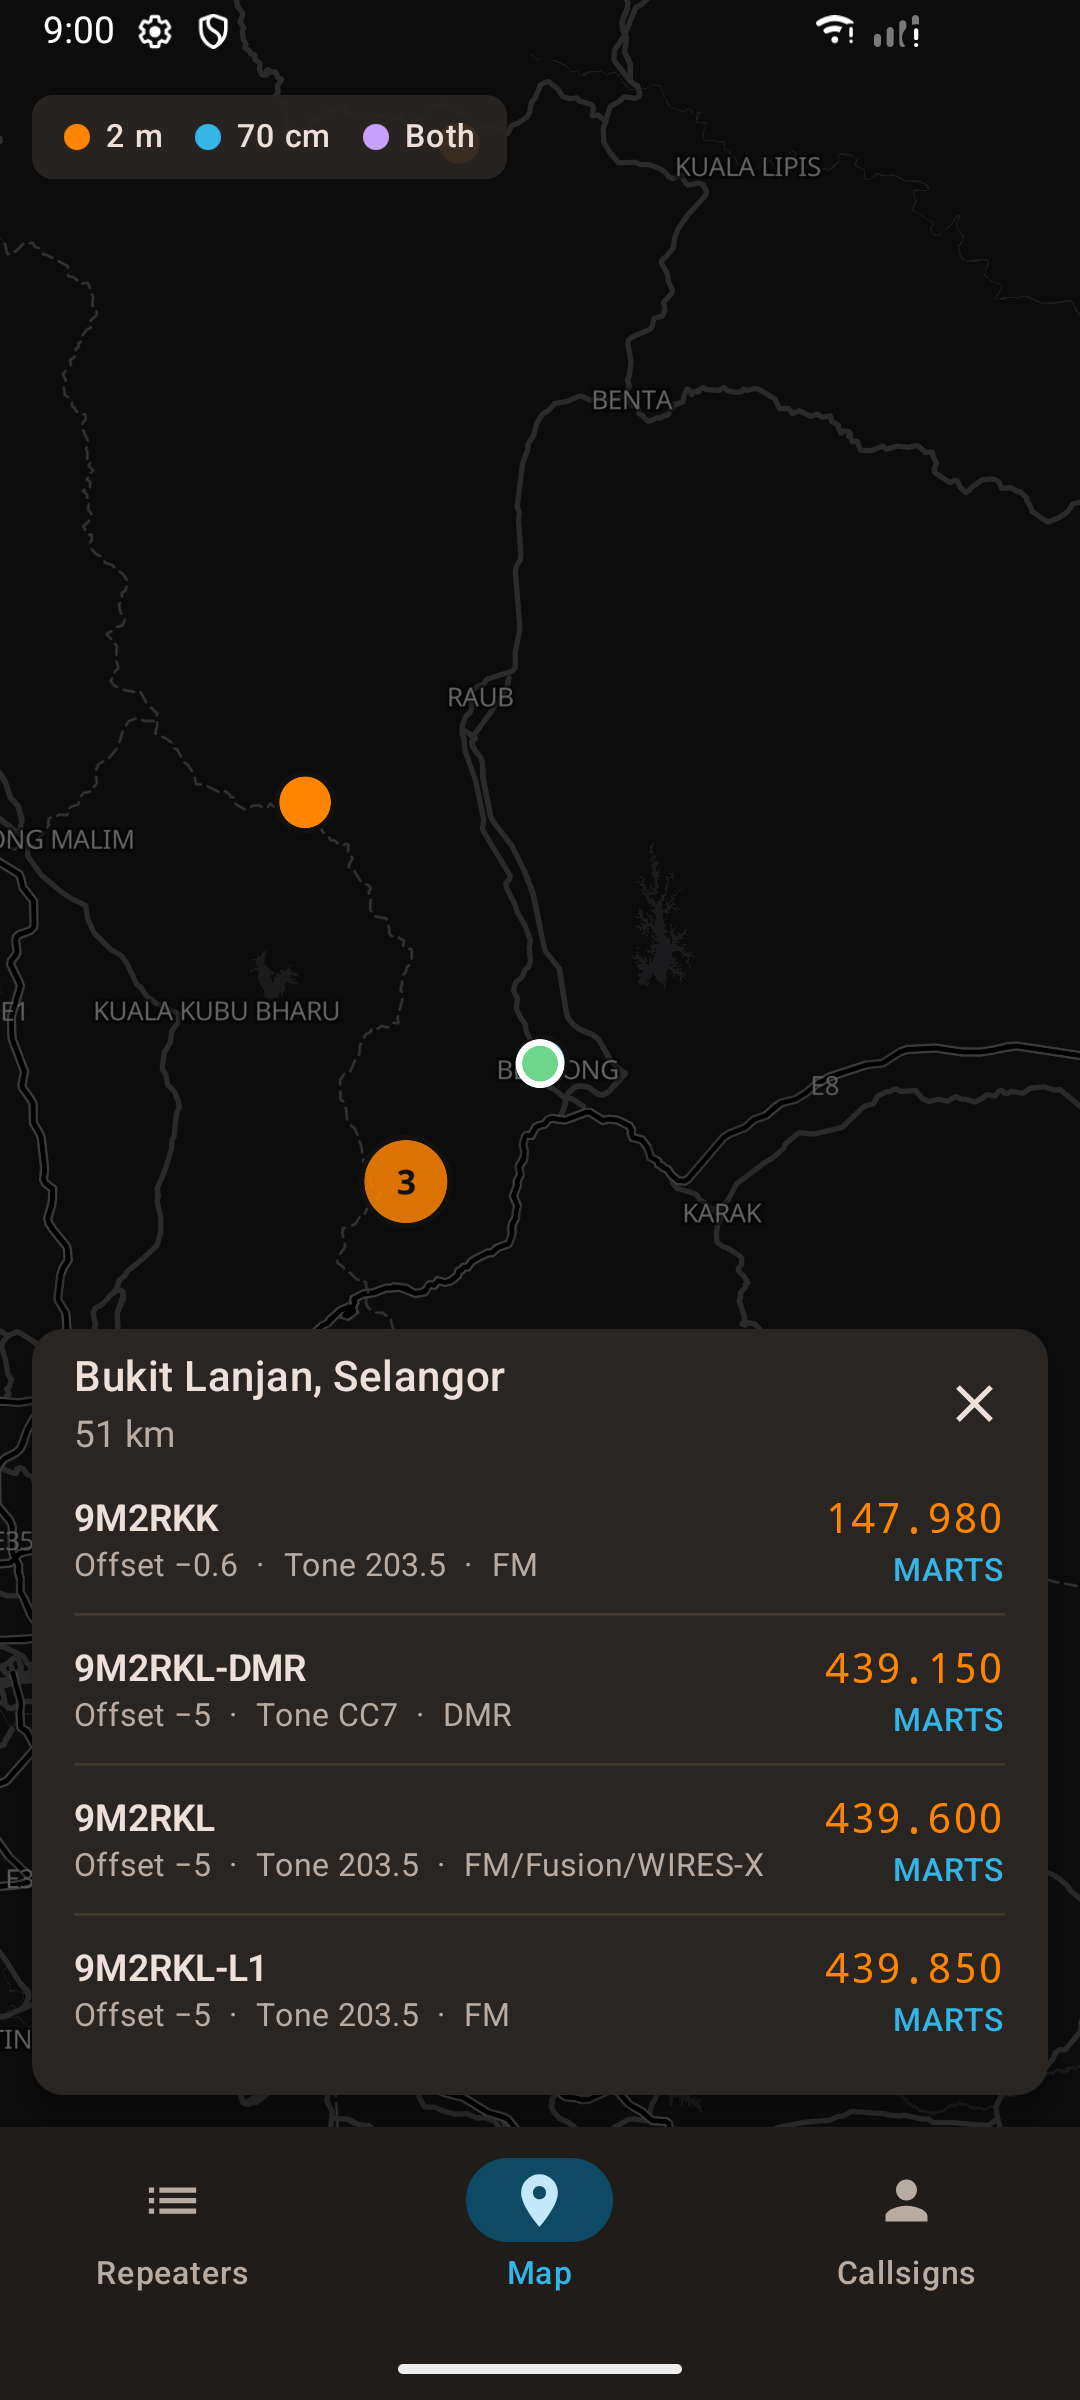 9:00
2 m 70 cm Both
KUALA LIPIS
BENTA
RAUB
ONG MALIM
E1
KUALA KUBU BHARU
E8
3
KARAK
Bukit Lanjan, Selangor
51 km
9M2RKK 147.980
Offset −0.6 · Tone 203.5 · FM MARTS
9M2RKL-DMR 439.150
Offset −5 · Tone CC7 · DMR MARTS
9M2RKL 439.600
Offset −5 · Tone 203.5 · FM/Fusion/WIRES-X MARTS
9M2RKL-L1 439.850
Offset −5 · Tone 203.5 · FM MARTS
Repeaters Map Callsigns